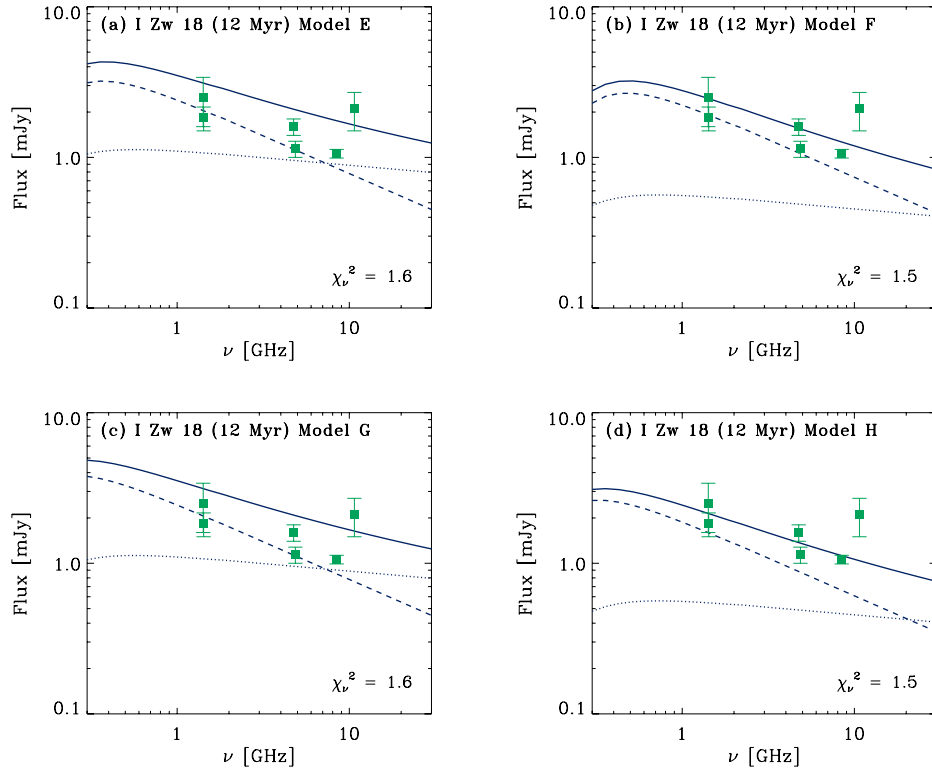 (a) I Zw 18 (12 Myr) Model E
10.0
1.0
0.1
Flux [mJy]
χν² = 1.6
1
10
ν [GHz]
(b) I Zw 18 (12 Myr) Model F
10.0
1.0
0.1
Flux [mJy]
χν² = 1.5
1
10
ν [GHz]
(c) I Zw 18 (12 Myr) Model G
10.0
1.0
0.1
Flux [mJy]
χν² = 1.6
1
10
ν [GHz]
(d) I Zw 18 (12 Myr) Model H
10.0
1.0
0.1
Flux [mJy]
χν² = 1.5
1
10
ν [GHz]